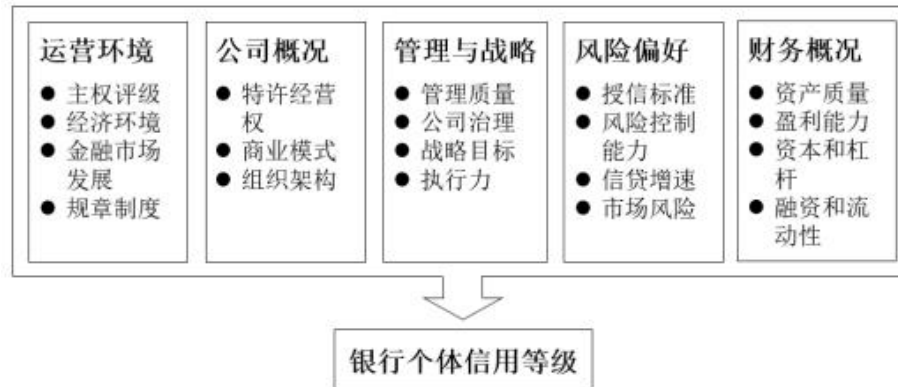 运营环境
● 主权评级
● 经济环境
● 金融市场
发展
● 规章制度
公司概况
● 特许经营
权
● 商业模式
● 组织架构
管理与战略
● 管理质量
● 公司治理
● 战略目标
● 执行力
风险偏好
● 授信标准
● 风险控制
能力
● 信贷增速
● 市场风险
财务概况
● 资产质量
● 盈利能力
● 资本和杠
杆
● 融资和流
动性
银行个体信用等级